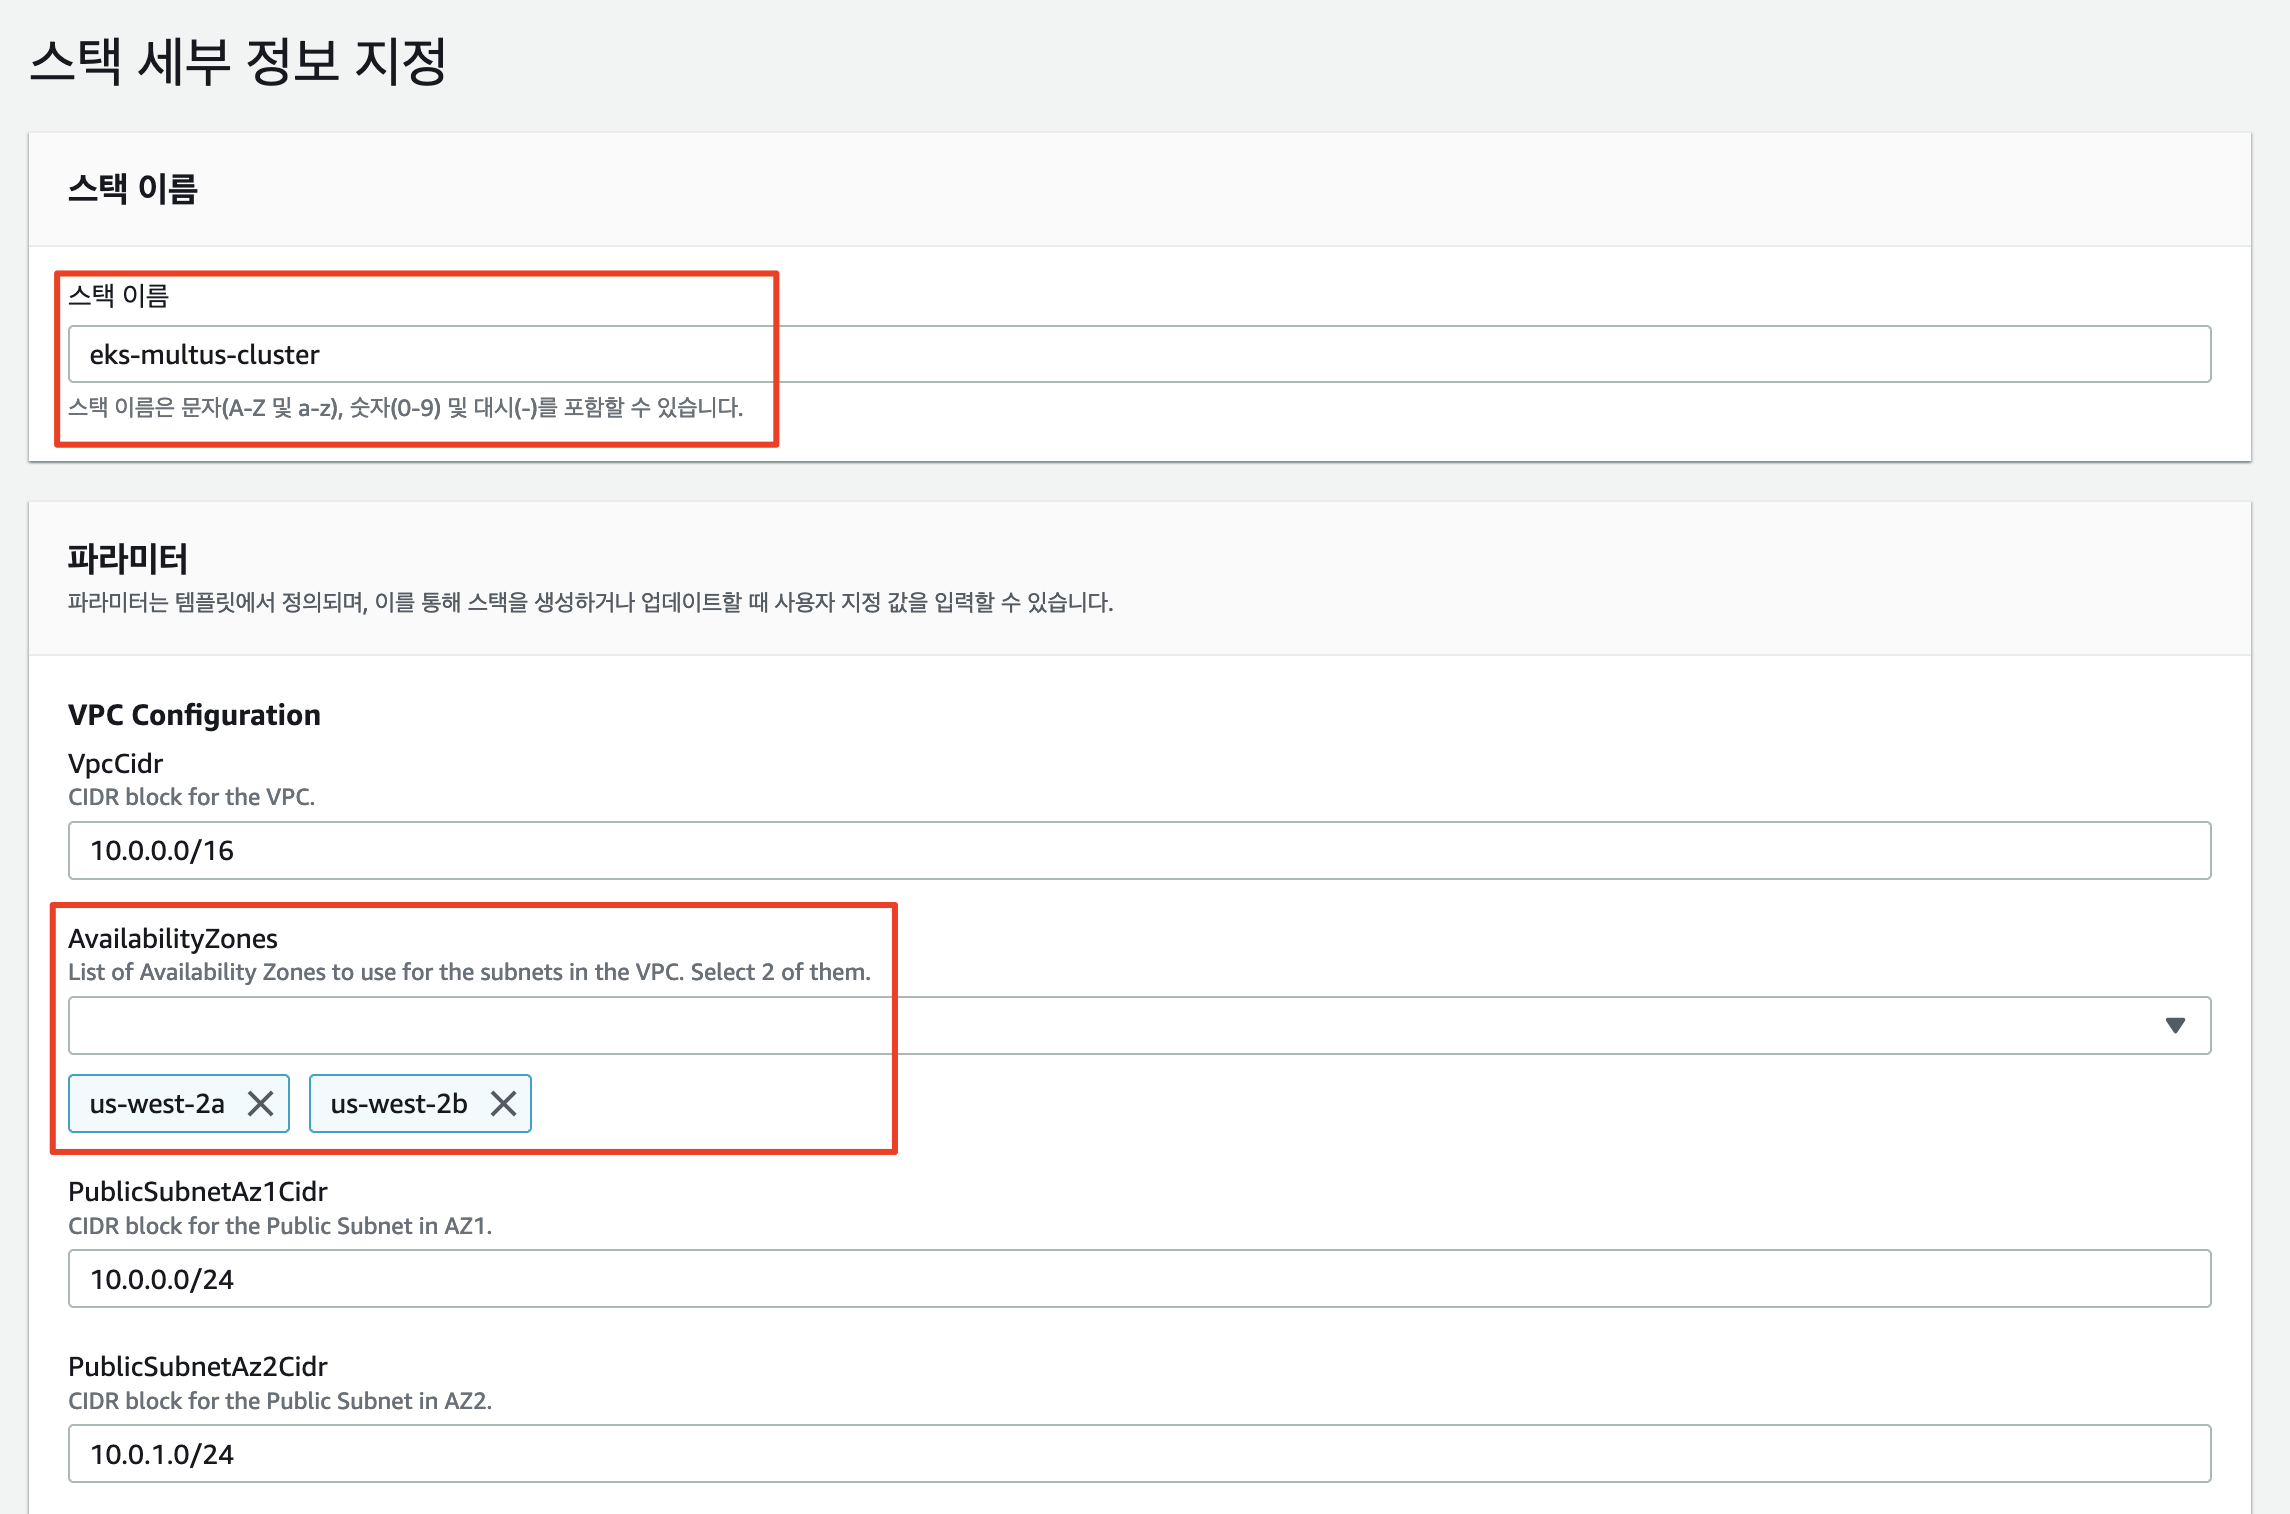 스택 세부 정보 지정
스택 이름
스택 이름
eks-multus-cluster
스택 이름은 문자(A-Z 및 a-z), 숫자(0-9) 및 대시(-)를 포함할 수 있습니다.
파라미터
파라미터는 템플릿에서 정의되며, 이를 통해 스택을 생성하거나 업데이트할 때 사용자 지정 값을 입력할 수 있습니다.
VPC Configuration
VpcCidr
CIDR block for the VPC.
10.0.0.0/16
AvailabilityZones
List of Availability Zones to use for the subnets in the VPC. Select 2 of them.
us-west-2a us-west-2b
PublicSubnetAz1Cidr
CIDR block for the Public Subnet in AZ1.
10.0.0.0/24
PublicSubnetAz2Cidr
CIDR block for the Public Subnet in AZ2.
10.0.1.0/24